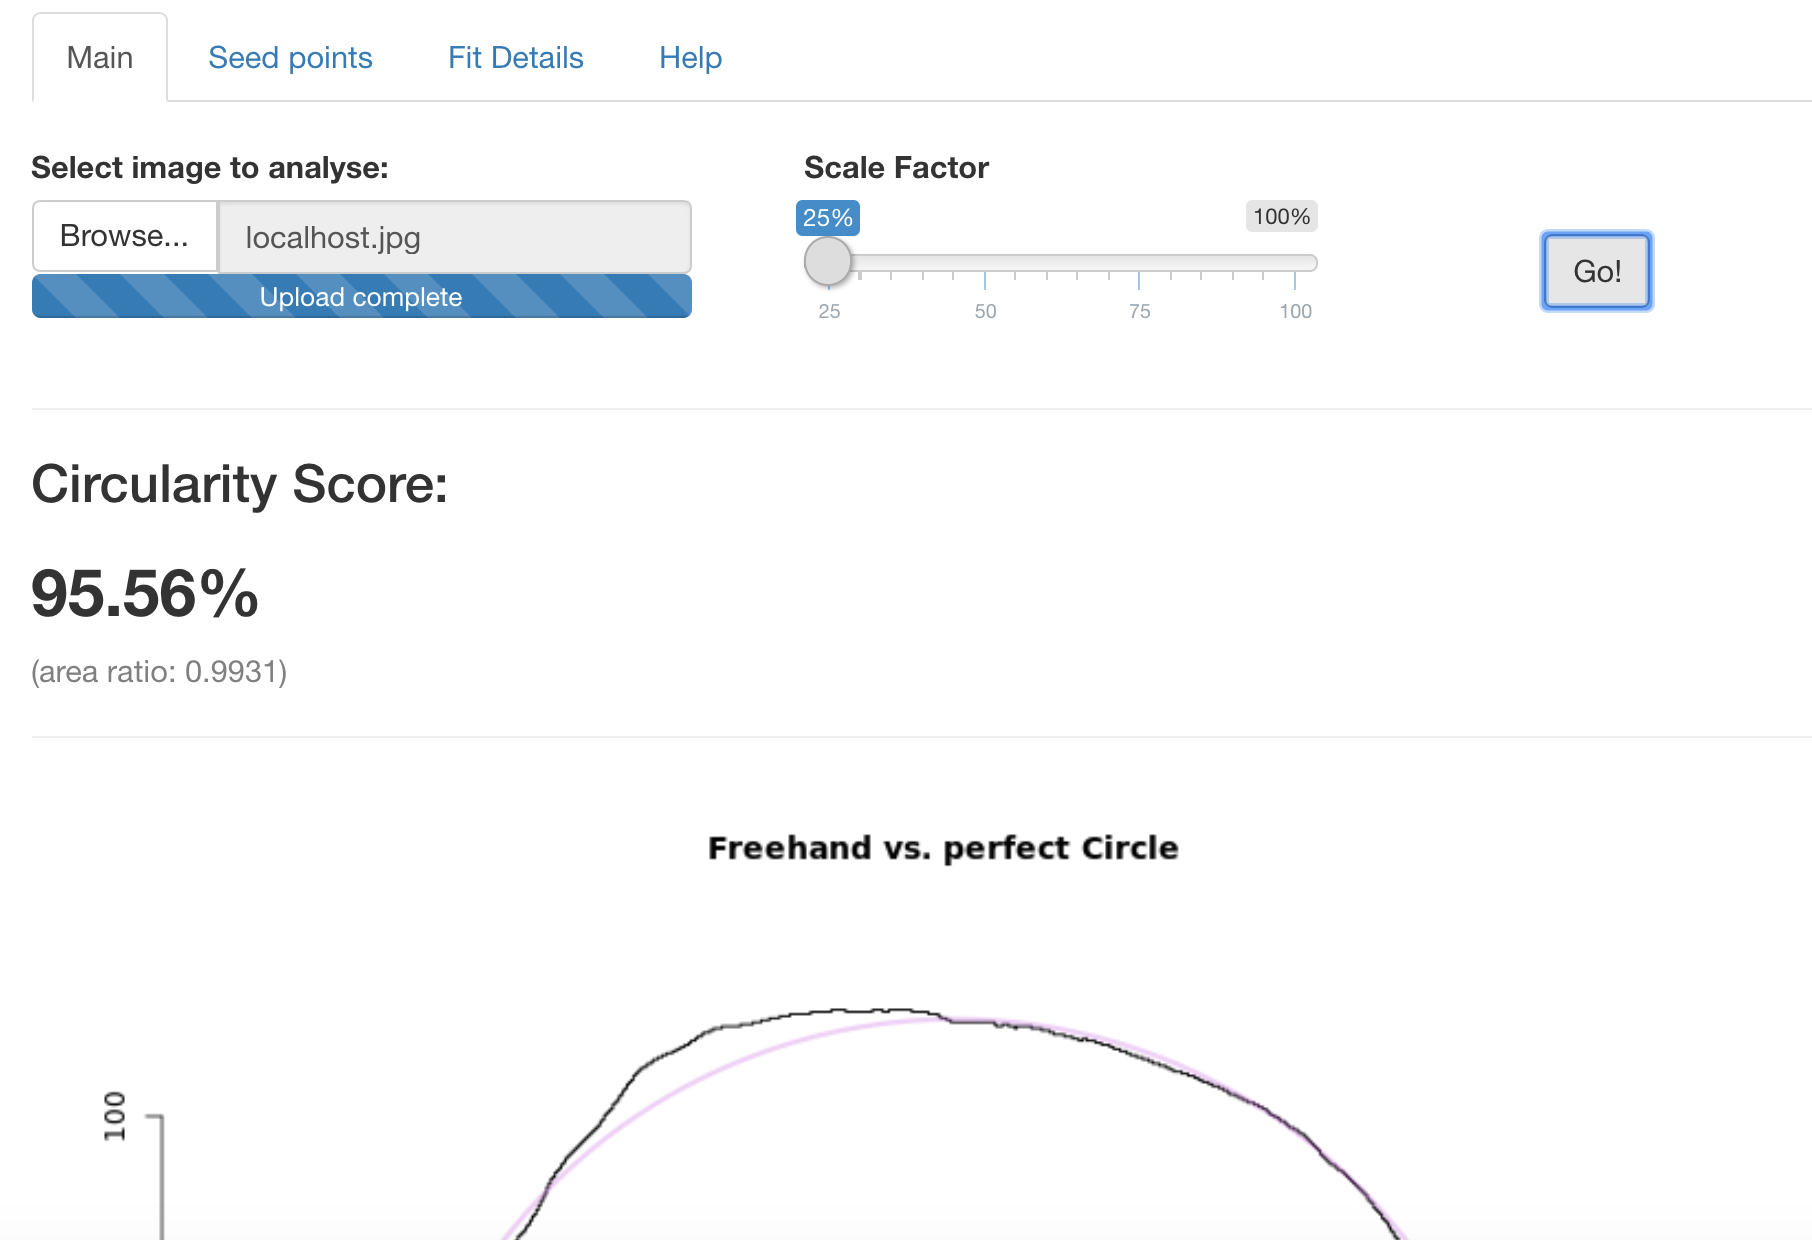 Main Seed points Fit Details Help
Select image to analyse: Scale Factor
Browse... localhost.jpg
Upload complete
25% 100%
25 50 75 100
Go!
Circularity Score:
95.56%
(area ratio: 0.9931)
Freehand vs. perfect Circle
100